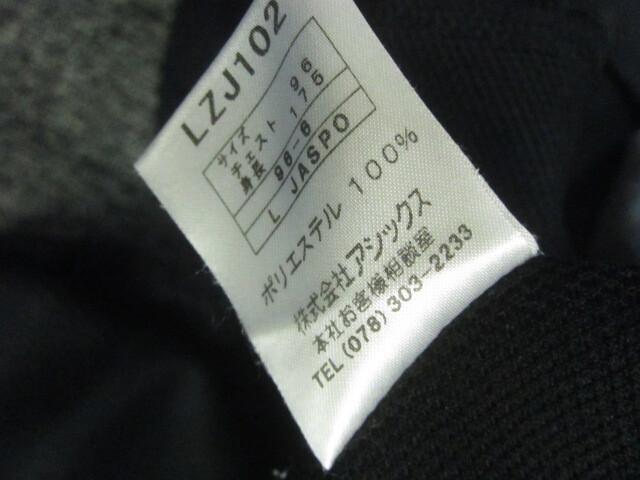 LZJ102
サイズ
チェスト 96
身長 175
96-6
L JASPO
ポリエステル 100%
株式会社アシックス
本社お客様相談室
TEL(078)303-2233